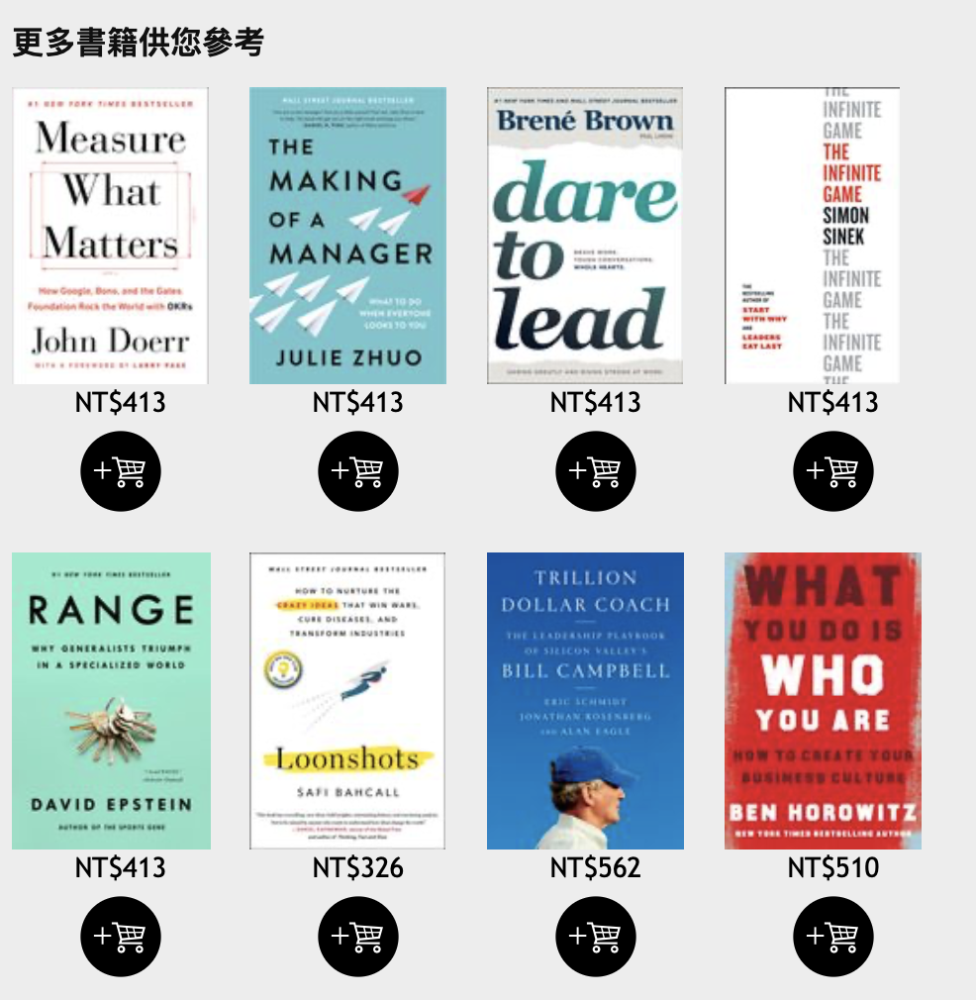 更多書籍供您參考
#1 NEW YORK TIMES BESTSELLER
Measure
What
Matters
How Google, Bono, and the Gates
Foundation Rock the World with OKRs
John Doerr
WITH A FOREWORD BY LARRY PAGE
NT$413
WALL STREET JOURNAL BESTSELLER
THE
MAKING
OF A
MANAGER
WHAT TO DO
WHEN EVERYONE
LOOKS TO YOU
JULIE ZHUO
NT$413
#1 NEW YORK TIMES AND WALL STREET JOURNAL BESTSELLER
Brené Brown
dare
to
lead
BRAVE WORK.
TOUGH CONVERSATIONS.
WHOLE HEARTS.
DARING GREATLY AND RISING STRONG AT WORK
NT$413
THE
INFINITE
GAME
THE
INFINITE
GAME
SIMON
SINEK
THE
INFINITE
GAME
THE
INFINITE
GAME
THE
THE
BESTSELLING
AUTHOR OF
START
WITH WHY
AND
LEADERS
EAT LAST
NT$413
#1 NEW YORK TIMES BESTSELLER
RANGE
WHY GENERALISTS TRIUMPH
IN A SPECIALIZED WORLD
DAVID EPSTEIN
AUTHOR OF THE SPORTS GENE
NT$413
WALL STREET JOURNAL BESTSELLER
HOW TO NURTURE THE
CRAZY IDEAS THAT WIN WARS,
CURE DISEASES, AND
TRANSFORM INDUSTRIES
Loonshots
SAFI BAHCALL
NT$326
TRILLION
DOLLAR COACH
THE LEADERSHIP PLAYBOOK
OF SILICON VALLEY'S
BILL CAMPBELL
ERIC SCHMIDT
JONATHAN ROSENBERG
AND ALAN EAGLE
NT$562
WHAT
YOU DO IS
WHO
YOU ARE
HOW TO CREATE YOUR
BUSINESS CULTURE
BEN HOROWITZ
NEW YORK TIMES BESTSELLING AUTHOR
NT$510